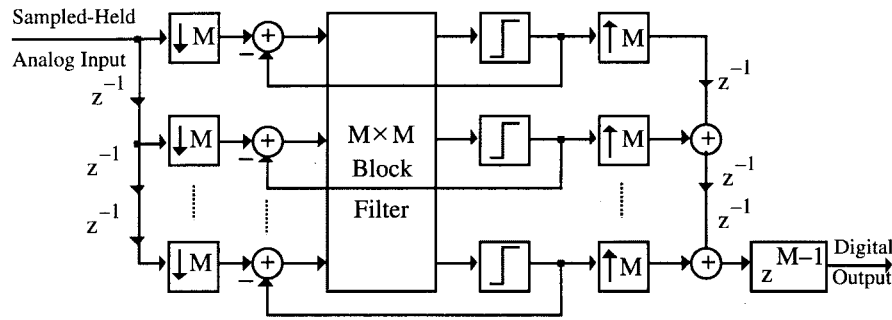 Sampled-Held
Analog Input
↓M
−
+
↑M
z⁻¹
z⁻¹
z⁻¹
z⁻¹
↓M
−
+
M×M
Block
Filter
↑M
+
z⁻¹
z⁻¹
↓M
−
+
↑M
+
z^{M−1}
Digital
Output